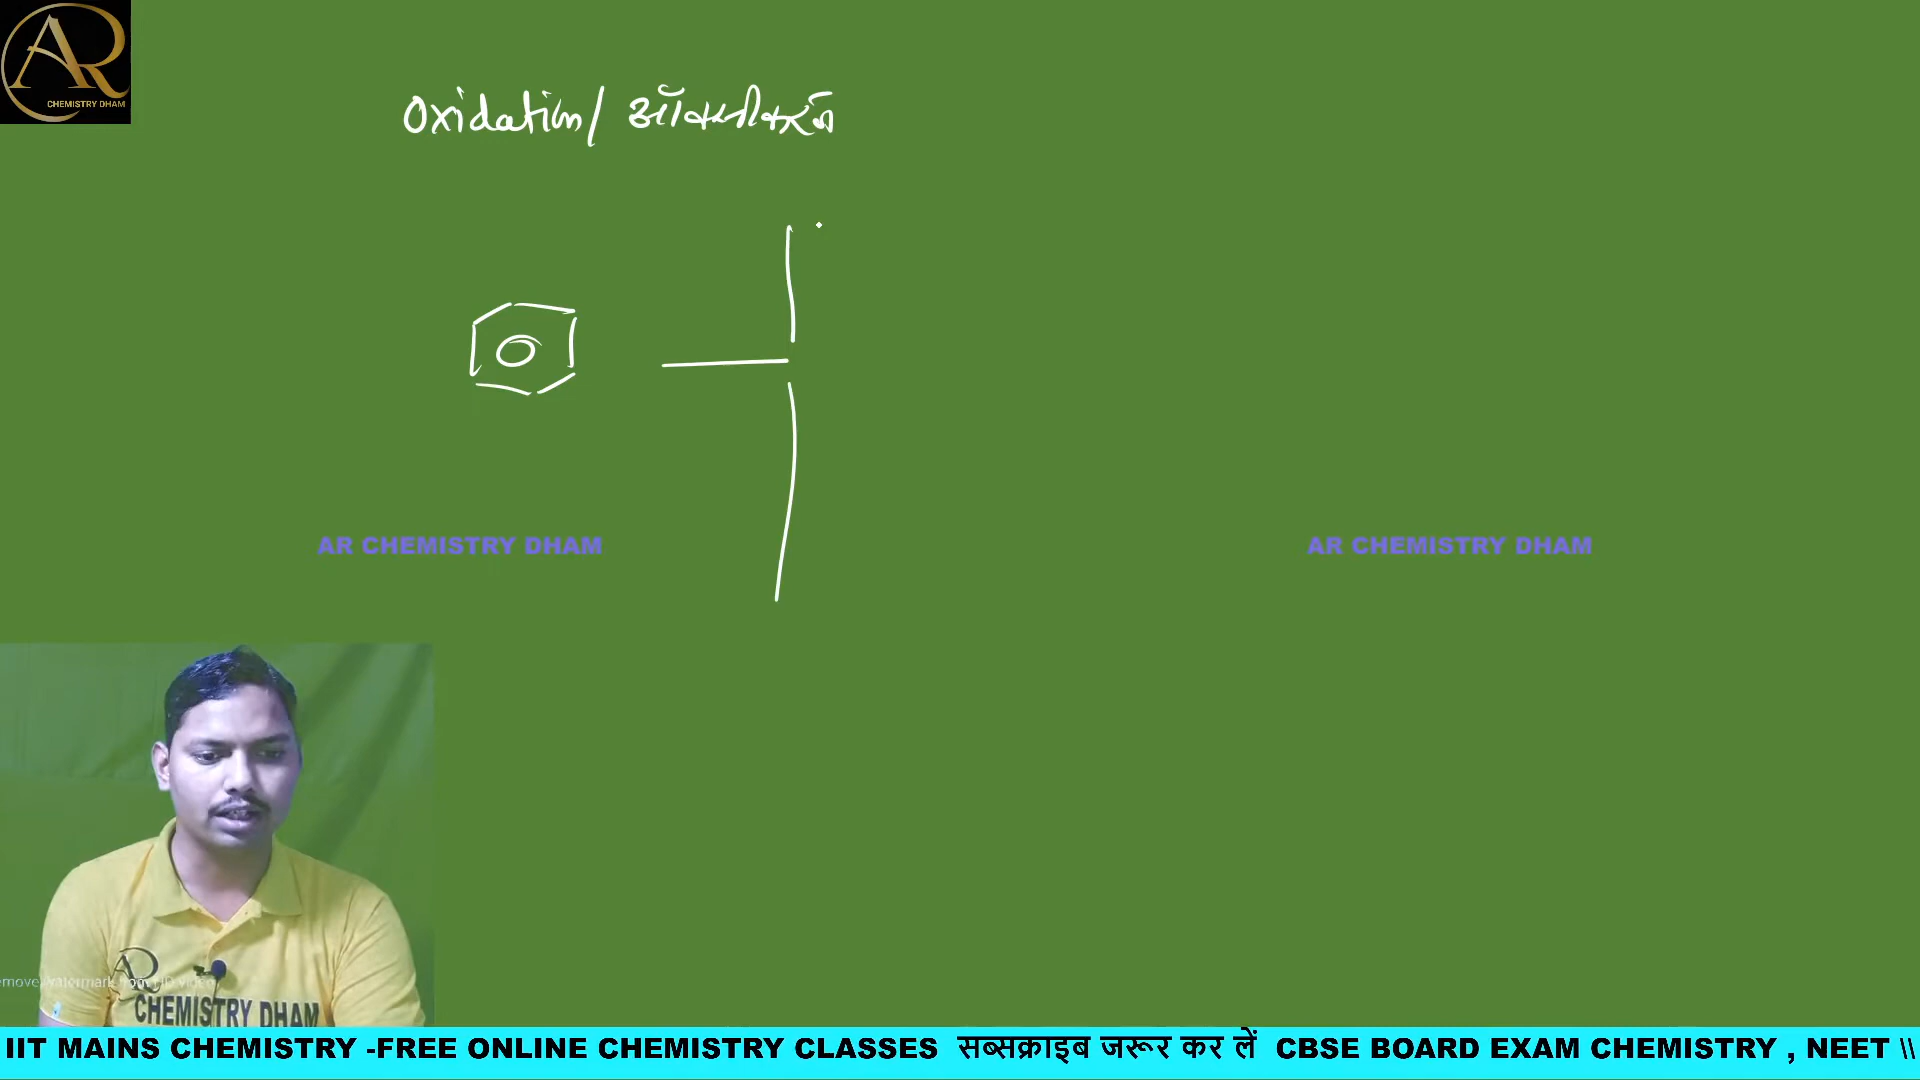 AR
CHEMISTRY DHAM
Oxidation/ ऑक्सीकरण
AR CHEMISTRY DHAM
AR CHEMISTRY DHAM
AR
CHEMISTRY DHAM
IIT MAINS CHEMISTRY -FREE ONLINE CHEMISTRY CLASSES सब्सक्राइब जरूर कर लें CBSE BOARD EXAM CHEMISTRY , NEET \\